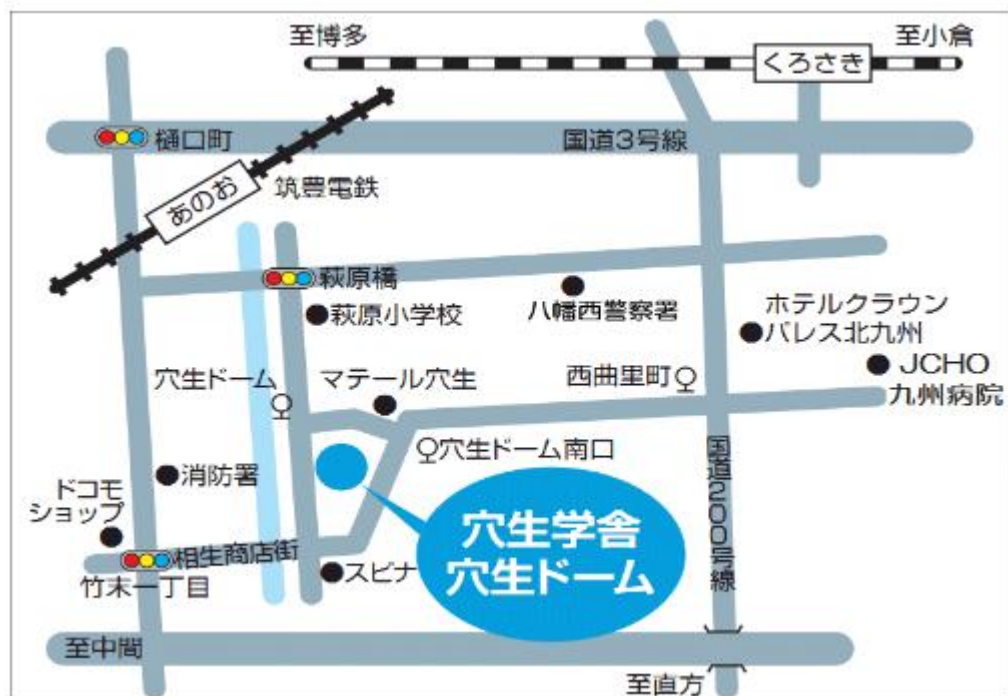 至博多
至小倉
くろさき
樋口町
国道3号線
あのお
筑豊電鉄
萩原橋
萩原小学校
八幡西警察署
ホテルクラウン
パレス北九州
JCHO
九州病院
穴生ドーム
マテール穴生
西曲里町
穴生ドーム南口
国道200号線
消防署
ドコモ
ショップ
相生商店街
竹末一丁目
スピナ
穴生学舎
穴生ドーム
至中間
至直方